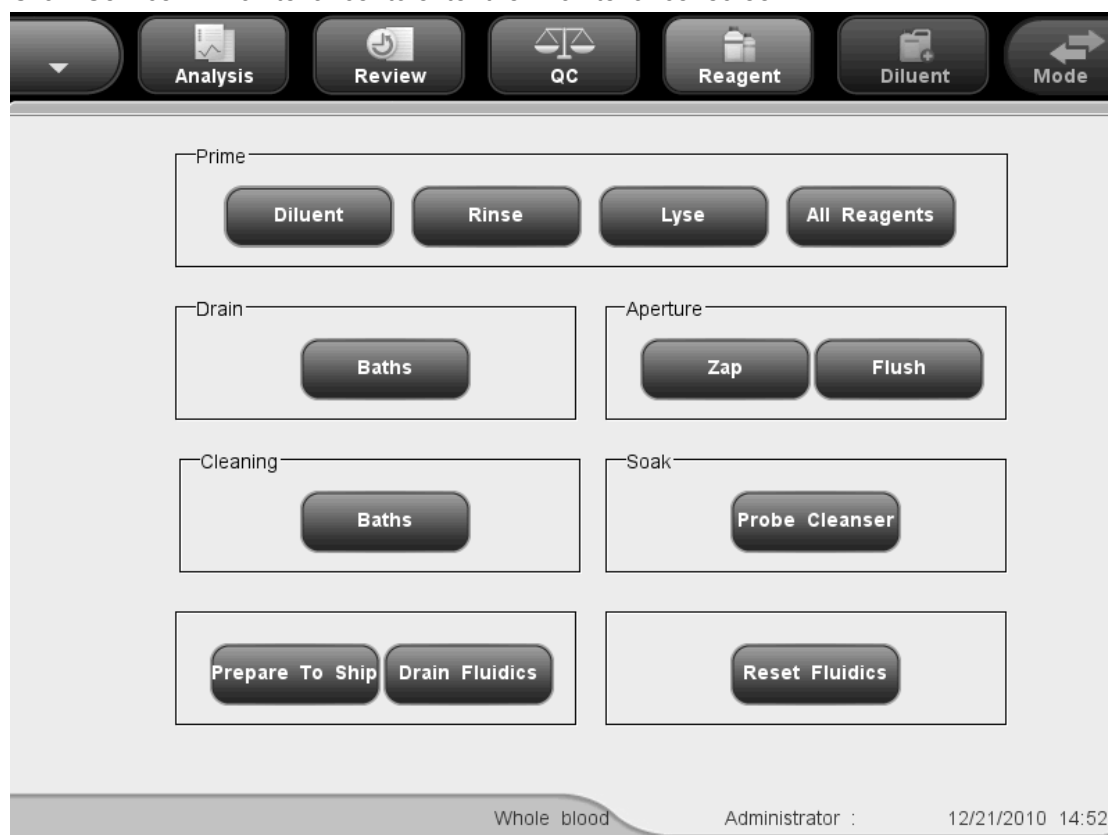 Analysis Review QC Reagent Diluent Mode
Prime
Diluent Rinse Lyse All Reagents
Drain Aperture
Baths Zap Flush
Cleaning Soak
Baths Probe Cleanser
Prepare To Ship Drain Fluidics Reset Fluidics
Whole blood Administrator : 12/21/2010 14:52